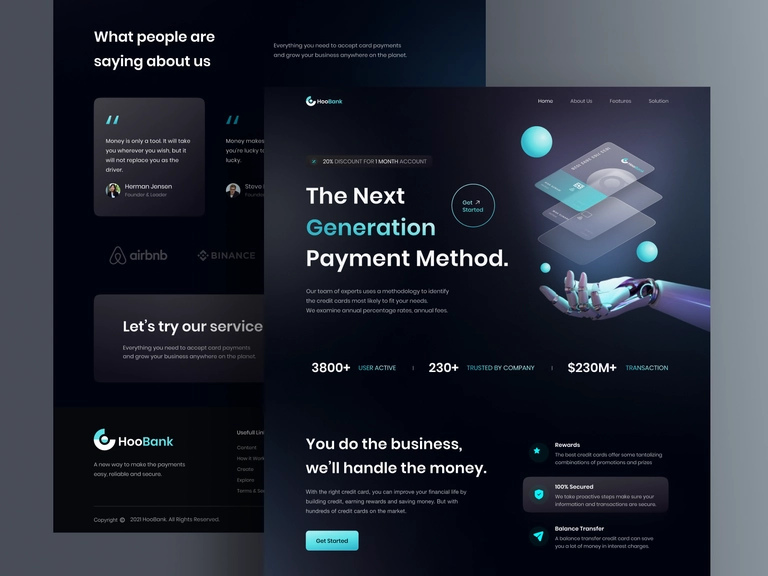 What people are
saying about us
Everything you need to accept card payments
and grow your business anywhere on the planet.
Money is only a tool. It will take
you wherever you wish, but it
will not replace you as the
driver.
Herman Jensen
Founder & Leader
Money makes
you're lucky to
lucky.
Steve
Founder
airbnb
BINANCE
Let's try our service
Everything you need to accept card payments
and grow your business anywhere on the planet.
HooBank
A new way to make the payments
easy, reliable and secure.
Usefull Lin
Content
How it Work
Create
Explore
Terms & Se
Copyright © 2021 HooBank. All Rights Reserved.
HooBank
Home
About Us
Features
Solution
20% DISCOUNT FOR 1 MONTH ACCOUNT
The Next
Generation
Payment Method.
Get
Started
Our team of experts uses a methodology to identify
the credit cards most likely to fit your needs.
We examine annual percentage rates, annual fees.
HooBank
3800+ USER ACTIVE
230+ TRUSTED BY COMPANY
$230M+ TRANSACTION
You do the business,
we'll handle the money.
With the right credit card, you can improve your financial life by
building credit, earning rewards and saving money. But with
hundreds of credit cards on the market.
Get Started
Rewards
The best credit cards offer some tantalizing
combinations of promotions and prizes
100% Secured
We take proactive steps make sure your
information and transactions are secure.
Balance Transfer
A balance transfer credit card can save
you a lot of money in interest charges.